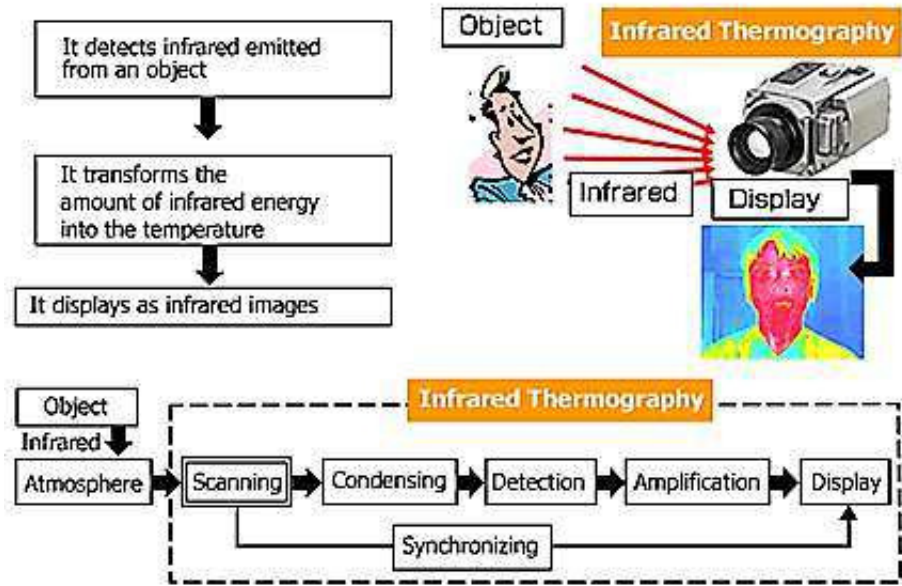 It detects infrared emitted
from an object
It transforms the
amount of infrared energy
into the temperature
It displays as infrared images
Object
Infrared Thermography
Infrared
Display
Infrared Thermography
Object
Infrared
Atmosphere
Scanning
Condensing
Detection
Amplification
Display
Synchronizing